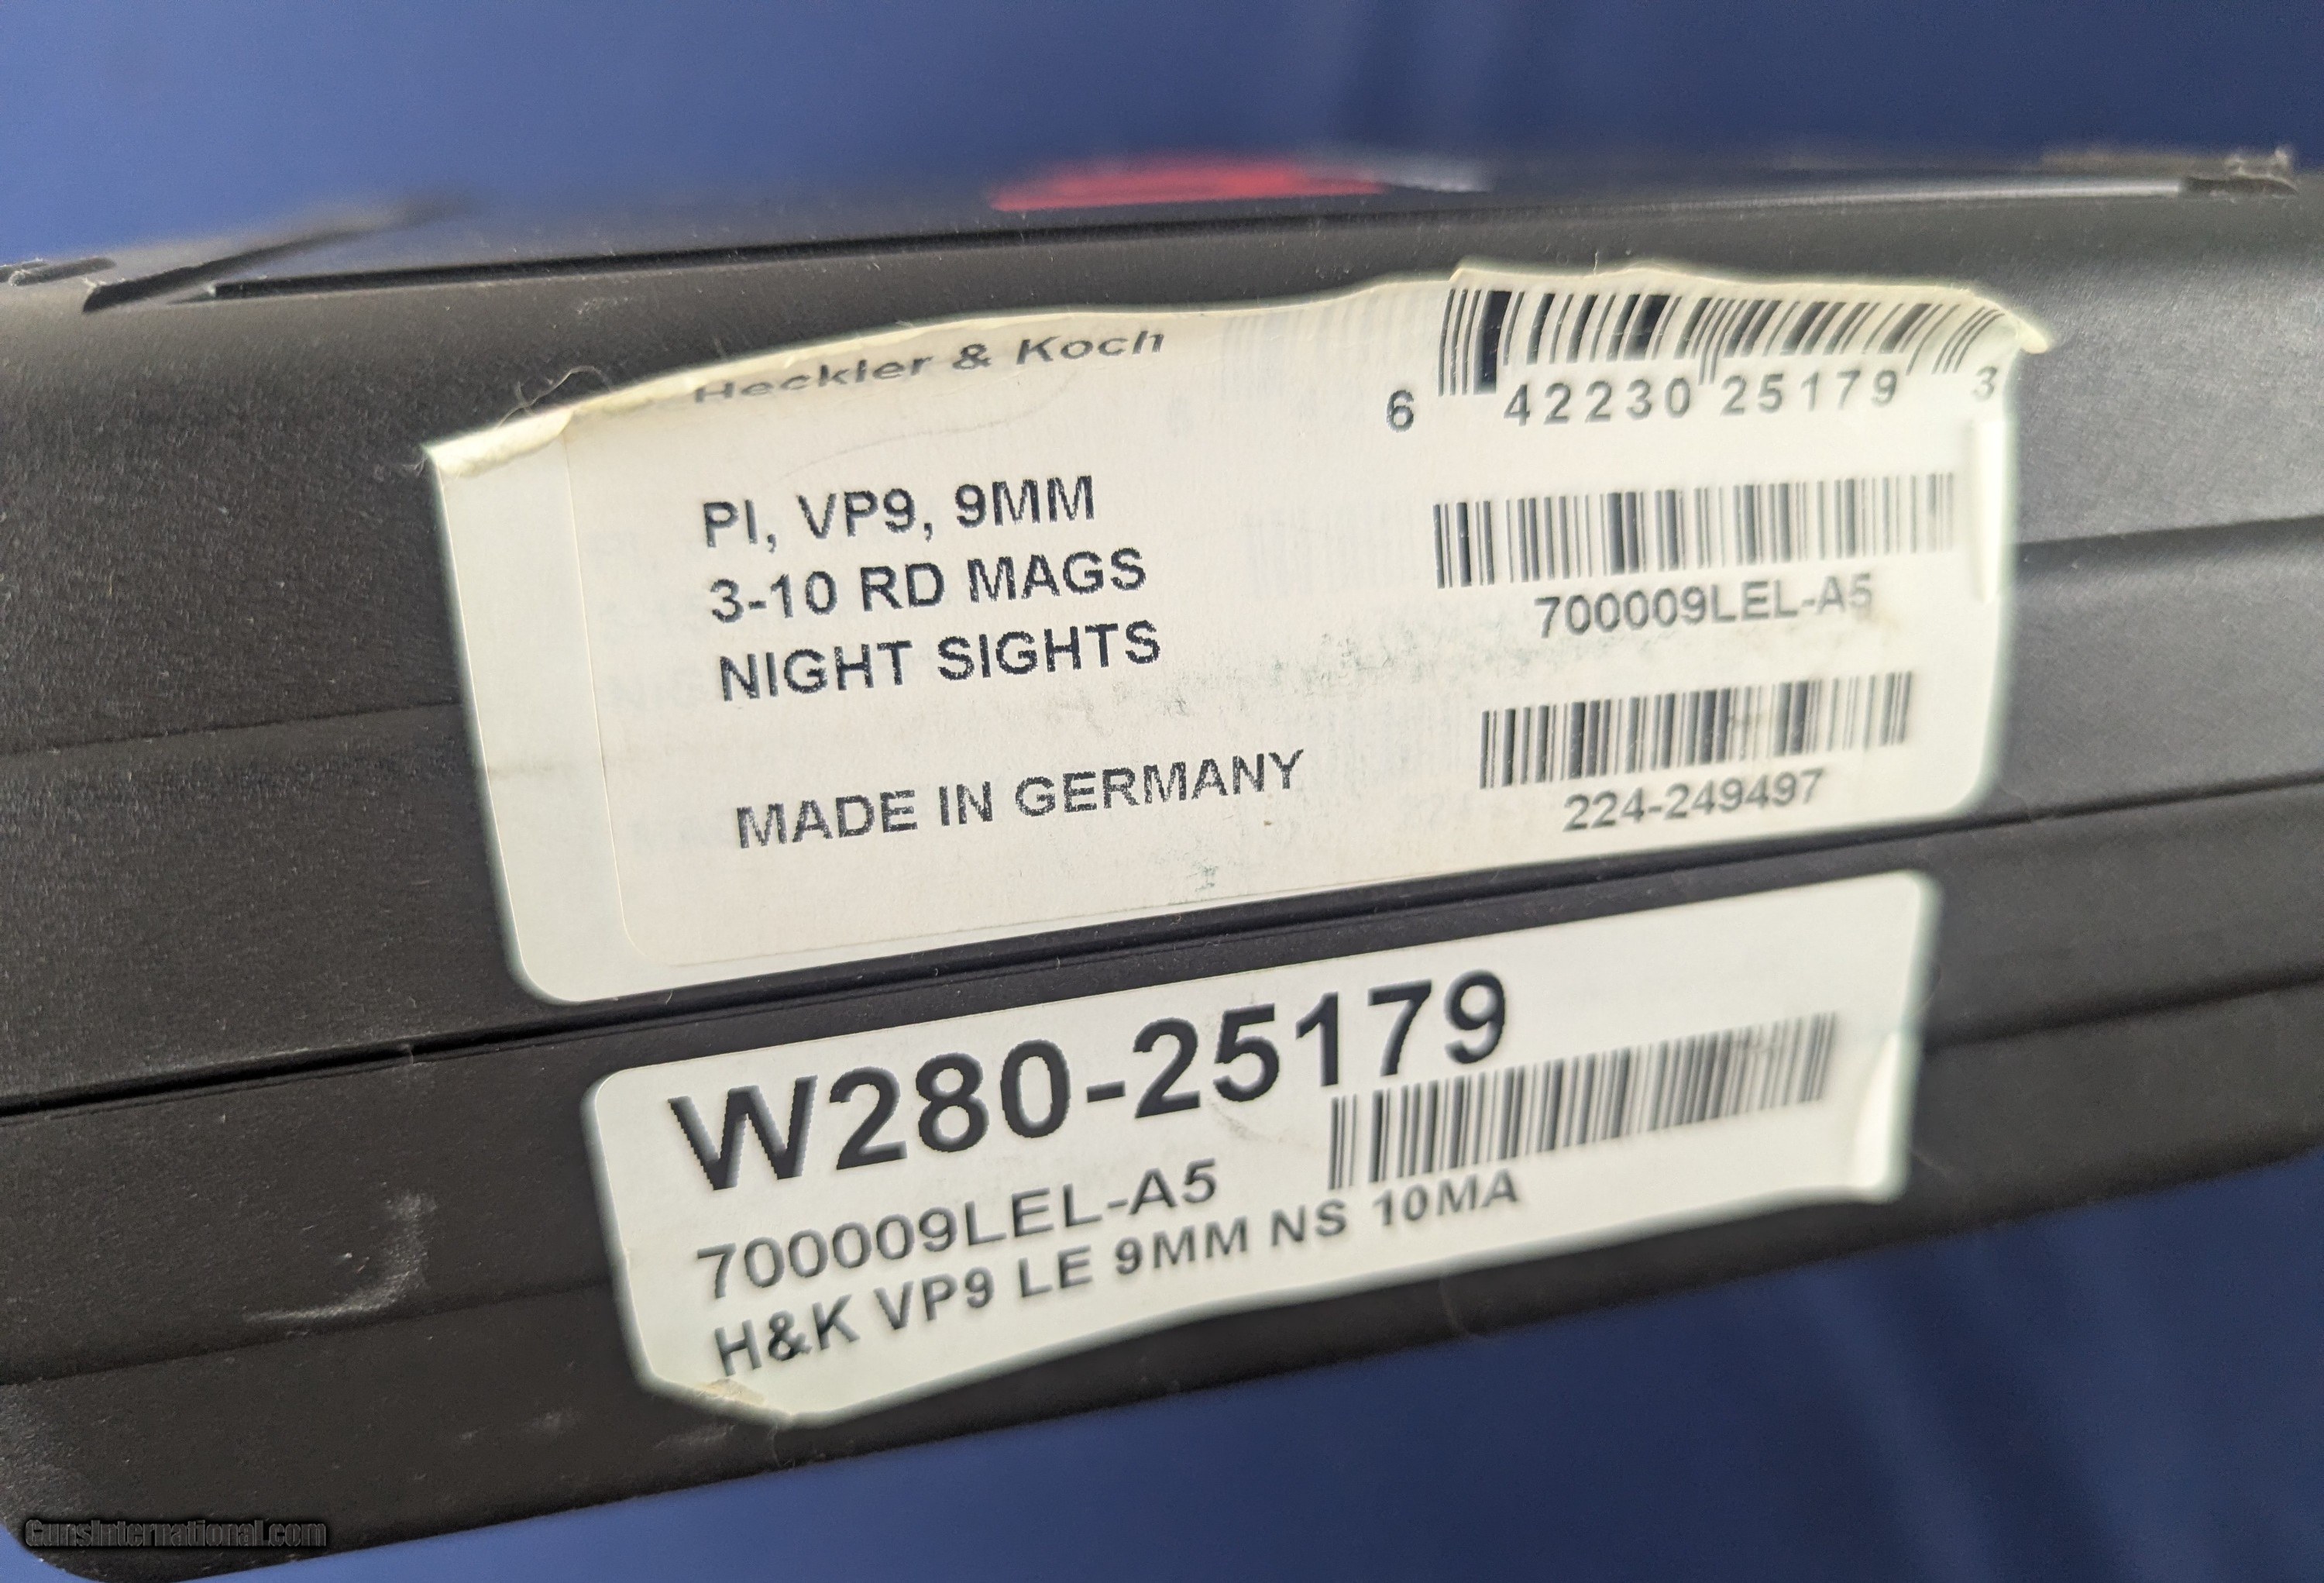 Heckler & Koch
6 42230 25179 3
PI, VP9, 9MM
3-10 RD MAGS
NIGHT SIGHTS
700009LEL-A5
MADE IN GERMANY
224-249497
W280-25179
700009LEL-A5
H&K VP9 LE 9MM NS 10MA
GunsInternational.com